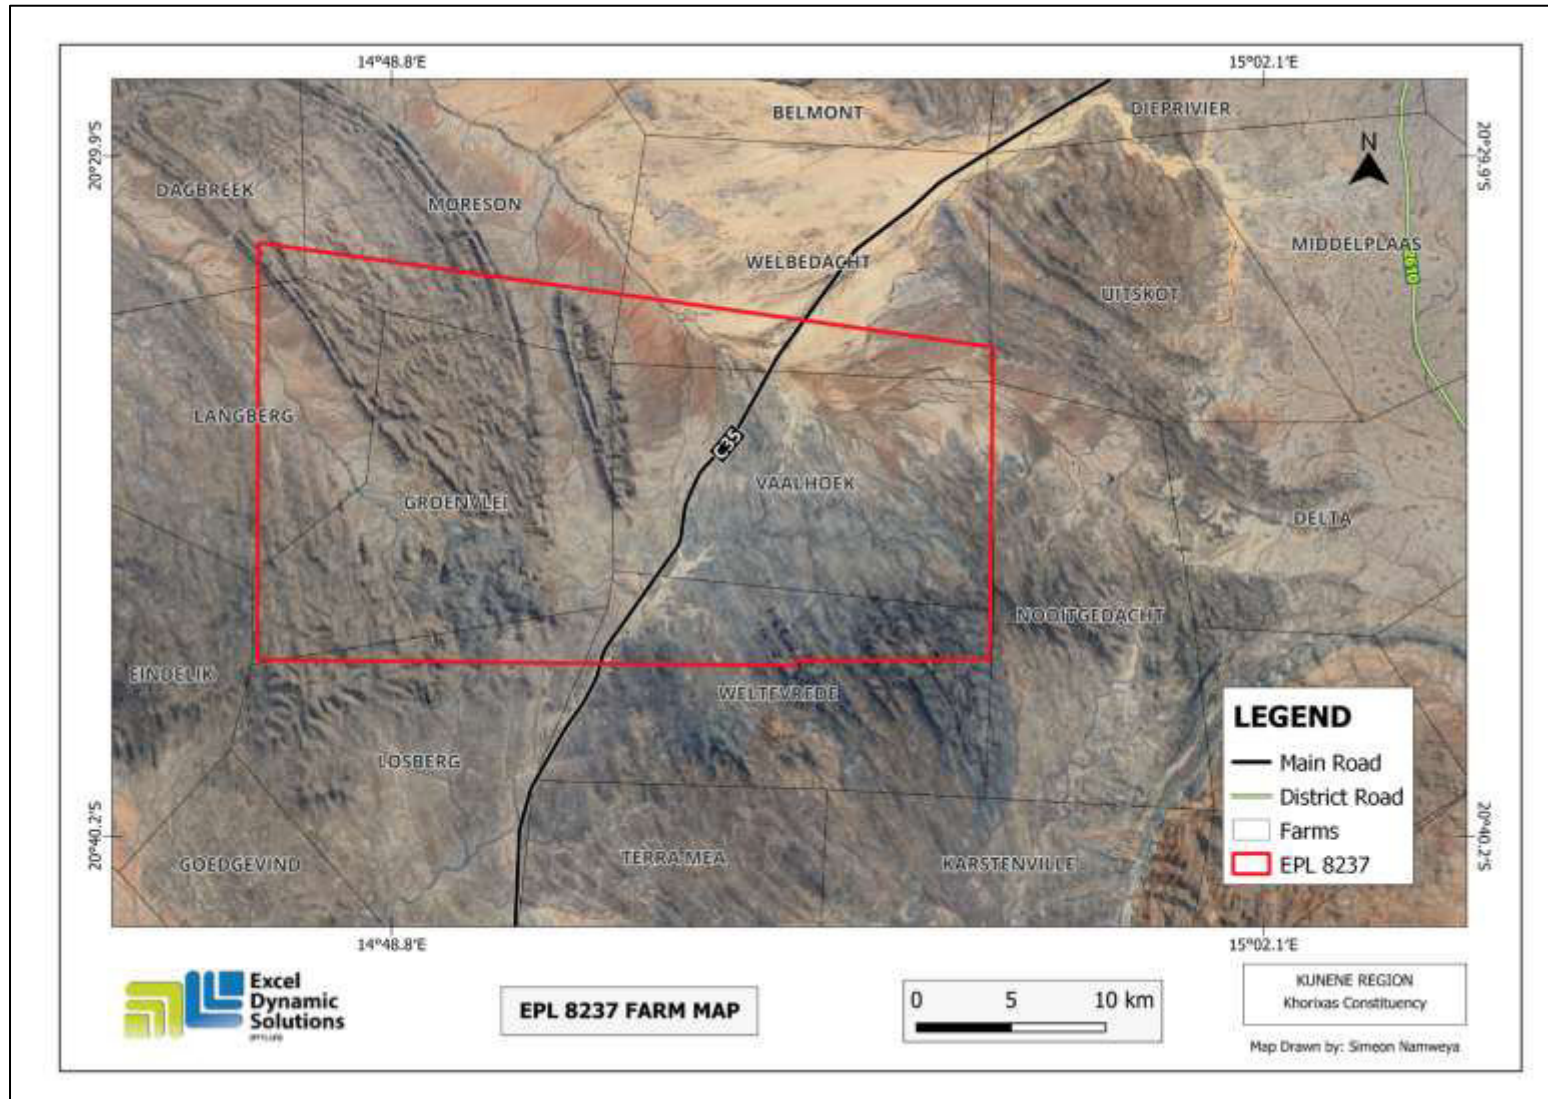 14°48.8'E
15°02.1'E
BELMONT
DIEPRIVIER
20°29.9'S
20°29.9'S
N
DAGBREEK
MORESON
MIDDELPLAAS
WELBEDACHT
2610
UITSKOT
LANGBERG
C35
VAALHOEK
GROENVLEI
DELTA
NOOITGEDACHT
EINDELIK
WELTEVREDE
LEGEND
Main Road
District Road
Farms
EPL 8237
LOSBERG
20°40.2'S
20°40.2'S
GOEDGEVIND
TERRA MEA
KARSTENVILLE
14°48.8'E
15°02.1'E
Excel
Dynamic
Solutions
EPL 8237 FARM MAP
0 5 10 km
KUNENE REGION
Khorixas Constituency
Map Drawn by: Simeon Namweya